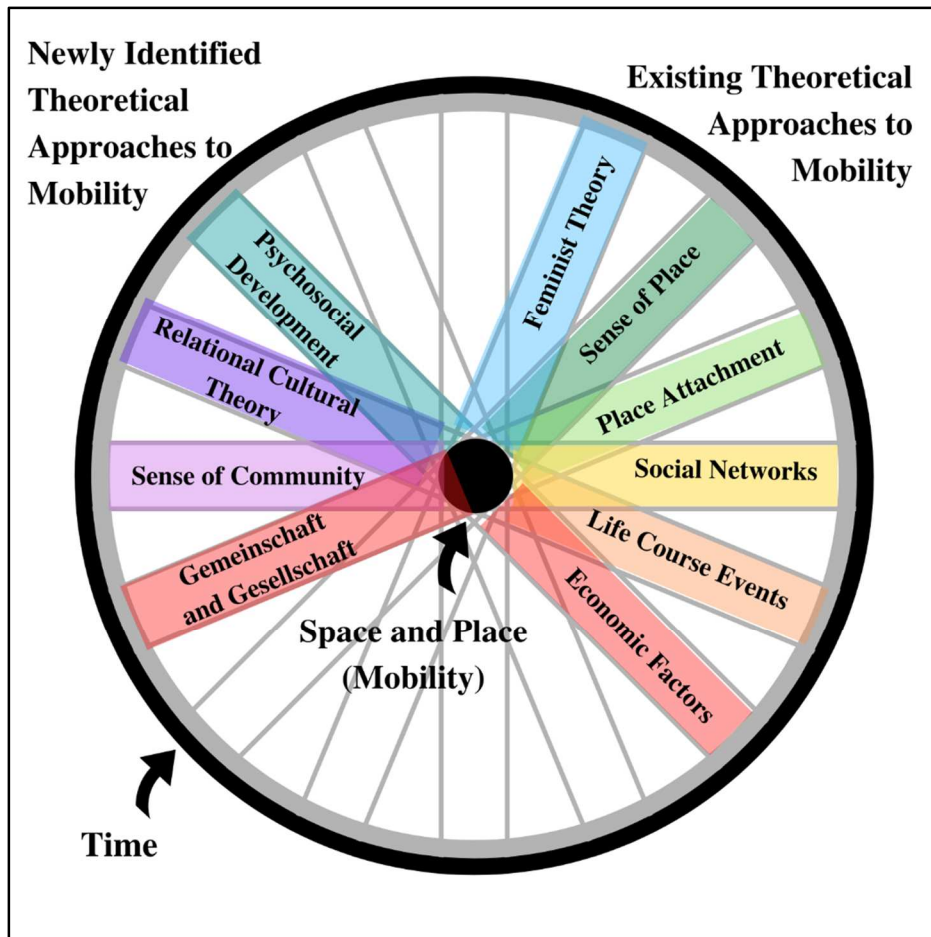 Newly Identified
Theoretical
Approaches to
Mobility
Existing Theoretical
Approaches to
Mobility
Psychosocial
Development
Relational Cultural
Theory
Sense of Community
Gemeinschaft
and Gesellschaft
Feminist Theory
Sense of Place
Place Attachment
Social Networks
Life Course Events
Economic Factors
Space and Place
(Mobility)
Time